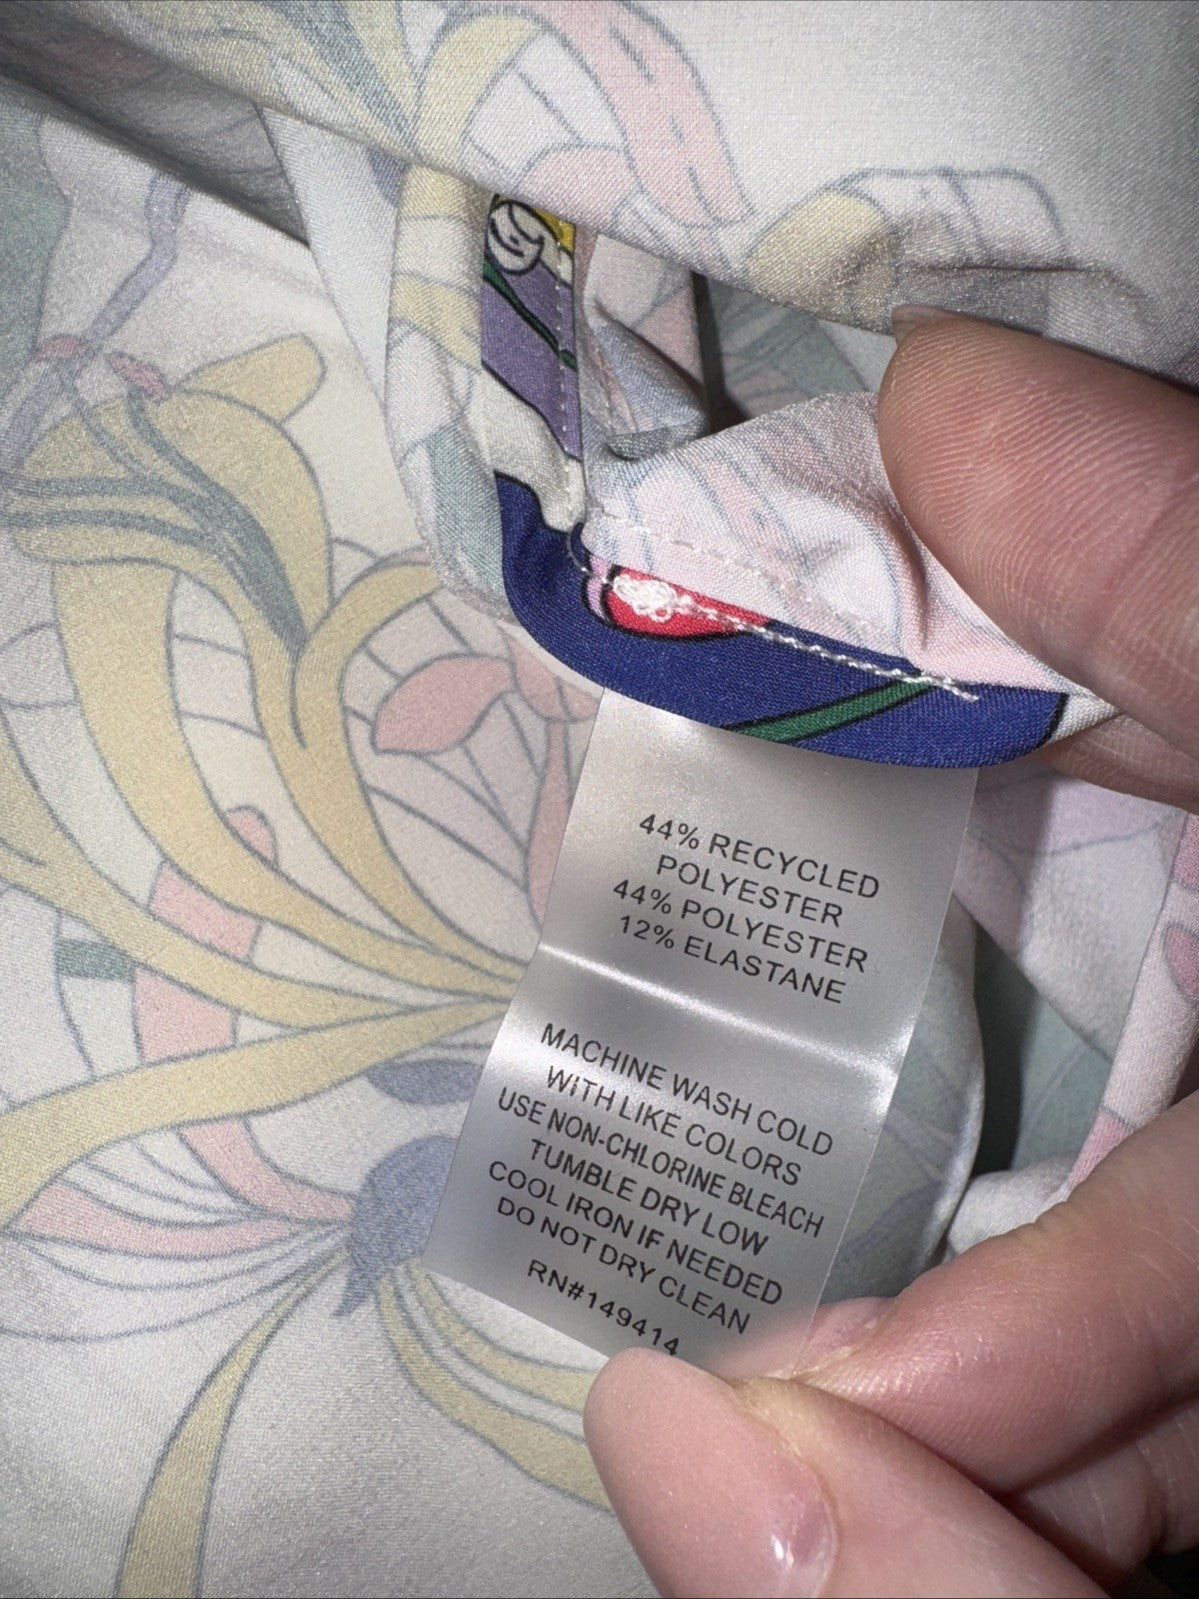 44% RECYCLED
POLYESTER
44% POLYESTER
12% ELASTANE
MACHINE WASH COLD
WITH LIKE COLORS
USE NON-CHLORINE BLEACH
TUMBLE DRY LOW
COOL IRON IF NEEDED
DO NOT DRY CLEAN
RN#149414